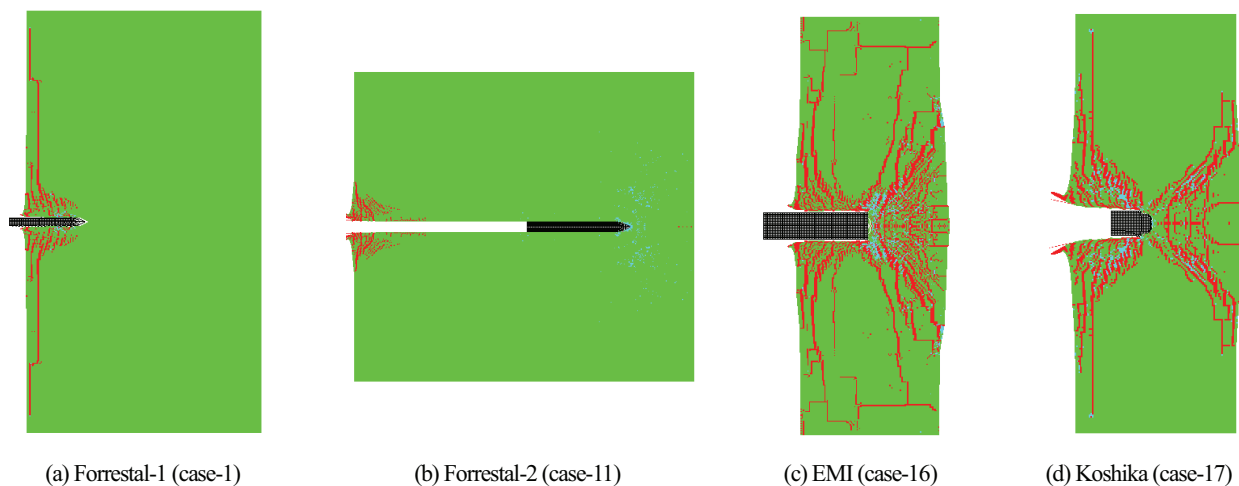 (a) Forrestal-1 (case-1)
(b) Forrestal-2 (case-11)
(c) EMI (case-16)
(d) Koshika (case-17)